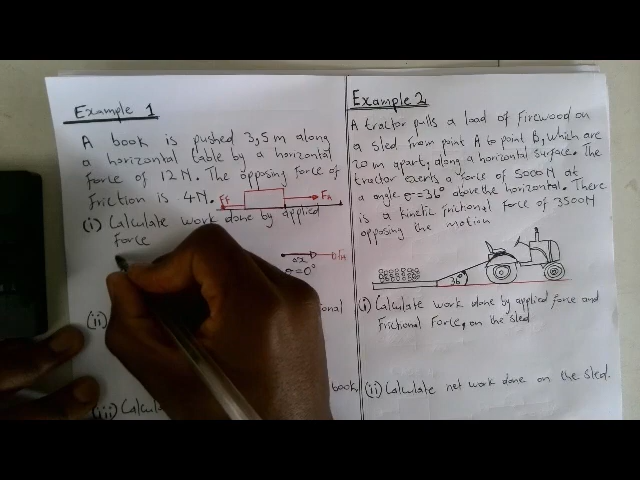 Example 1
A book is pushed 3,5 m along
a horizontal table by a horizontal
force of 12 N. The opposing force of
friction is 4 N.
Ff
FA
(i) Calculate work done by applied
force
Δx
FA
θ=0°
(ii)
ional
book
(iii) Calcula
Example 2
A tractor pulls a load of firewood on
a sled from point A to point B, which are
20 m apart, along a horizontal surface. The
tractor exerts a force of 5000 N at
a angle θ=36° above the horizontal. There
is a kinetic frictional force of 3500 N
opposing the motion
36°
(i) Calculate work done by applied force and
Frictional Force, on the sled
(ii) Calculate net work done on the sled.